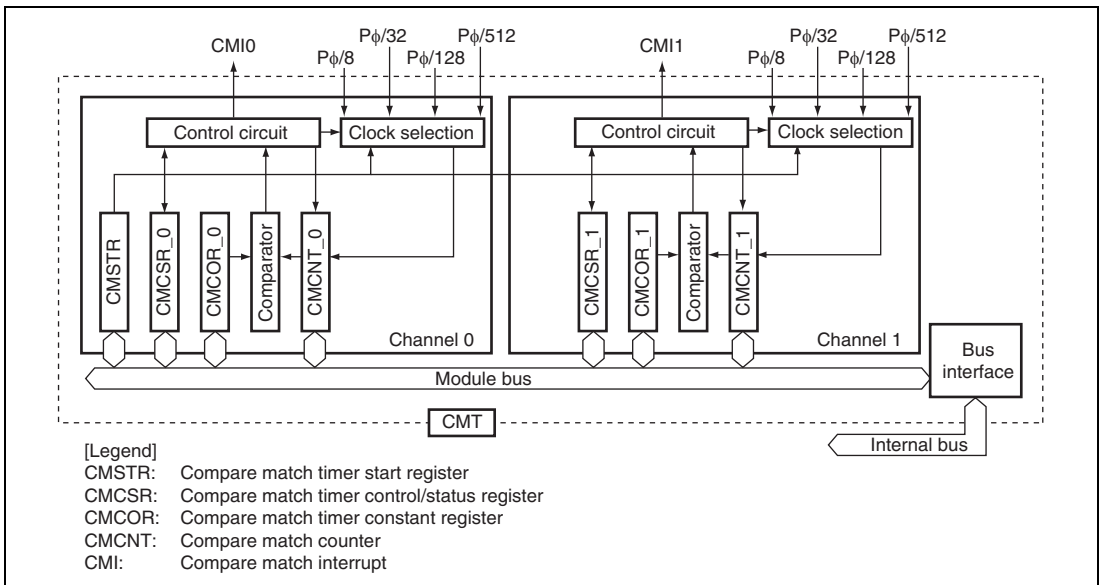 CMI0
Pφ/8
Pφ/32
Pφ/128
Pφ/512
CMI1
Pφ/8
Pφ/32
Pφ/128
Pφ/512
Control circuit
Clock selection
Control circuit
Clock selection
CMSTR
CMCSR_0
CMCOR_0
Comparator
CMCNT_0
CMCSR_1
CMCOR_1
Comparator
CMCNT_1
Channel 0
Channel 1
Bus
interface
Module bus
CMT
Internal bus
[Legend]
CMSTR: Compare match timer start register
CMCSR: Compare match timer control/status register
CMCOR: Compare match timer constant register
CMCNT: Compare match counter
CMI: Compare match interrupt